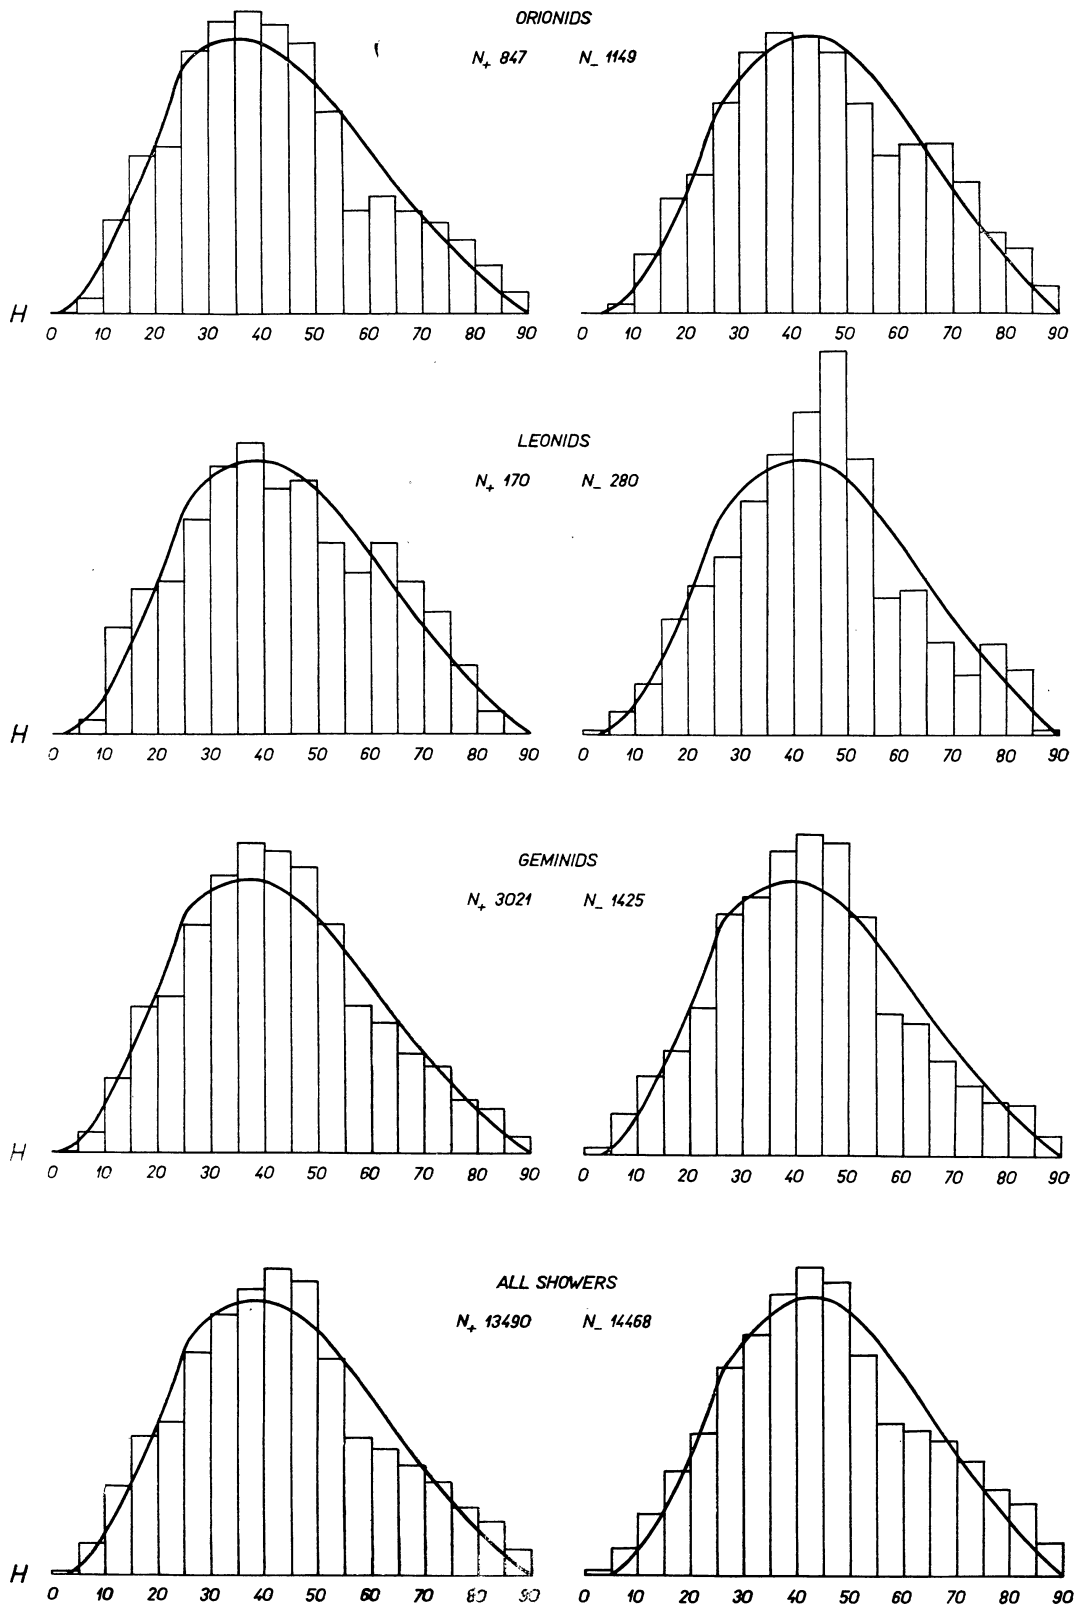 ORIONIDS
N₊ 847 N₋ 1149
H 0 10 20 30 40 50 60 70 80 90 0 10 20 30 40 50 60 70 80 90
LEONIDS
N₊ 170 N₋ 280
H 0 10 20 30 40 50 60 70 80 90 0 10 20 30 40 50 60 70 80 90
GEMINIDS
N₊ 3021 N₋ 1425
H 0 10 20 30 40 50 60 70 80 90 0 10 20 30 40 50 60 70 80 90
ALL SHOWERS
N₊ 13490 N₋ 14468
H 0 10 20 30 40 50 60 70 80 90 0 10 20 30 40 50 60 70 80 90